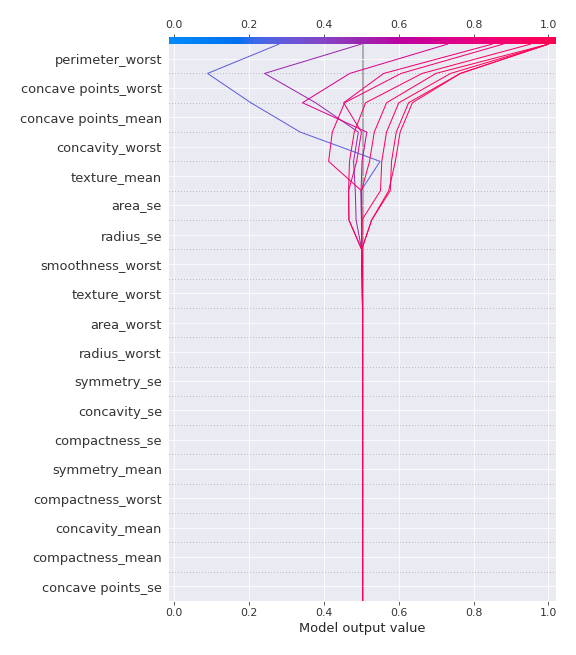 0.0 0.2 0.4 0.6 0.8 1.0
perimeter_worst
concave points_worst
concave points_mean
concavity_worst
texture_mean
area_se
radius_se
smoothness_worst
texture_worst
area_worst
radius_worst
symmetry_se
concavity_se
compactness_se
symmetry_mean
compactness_worst
concavity_mean
compactness_mean
concave points_se
0.0 0.2 0.4 0.6 0.8 1.0
Model output value